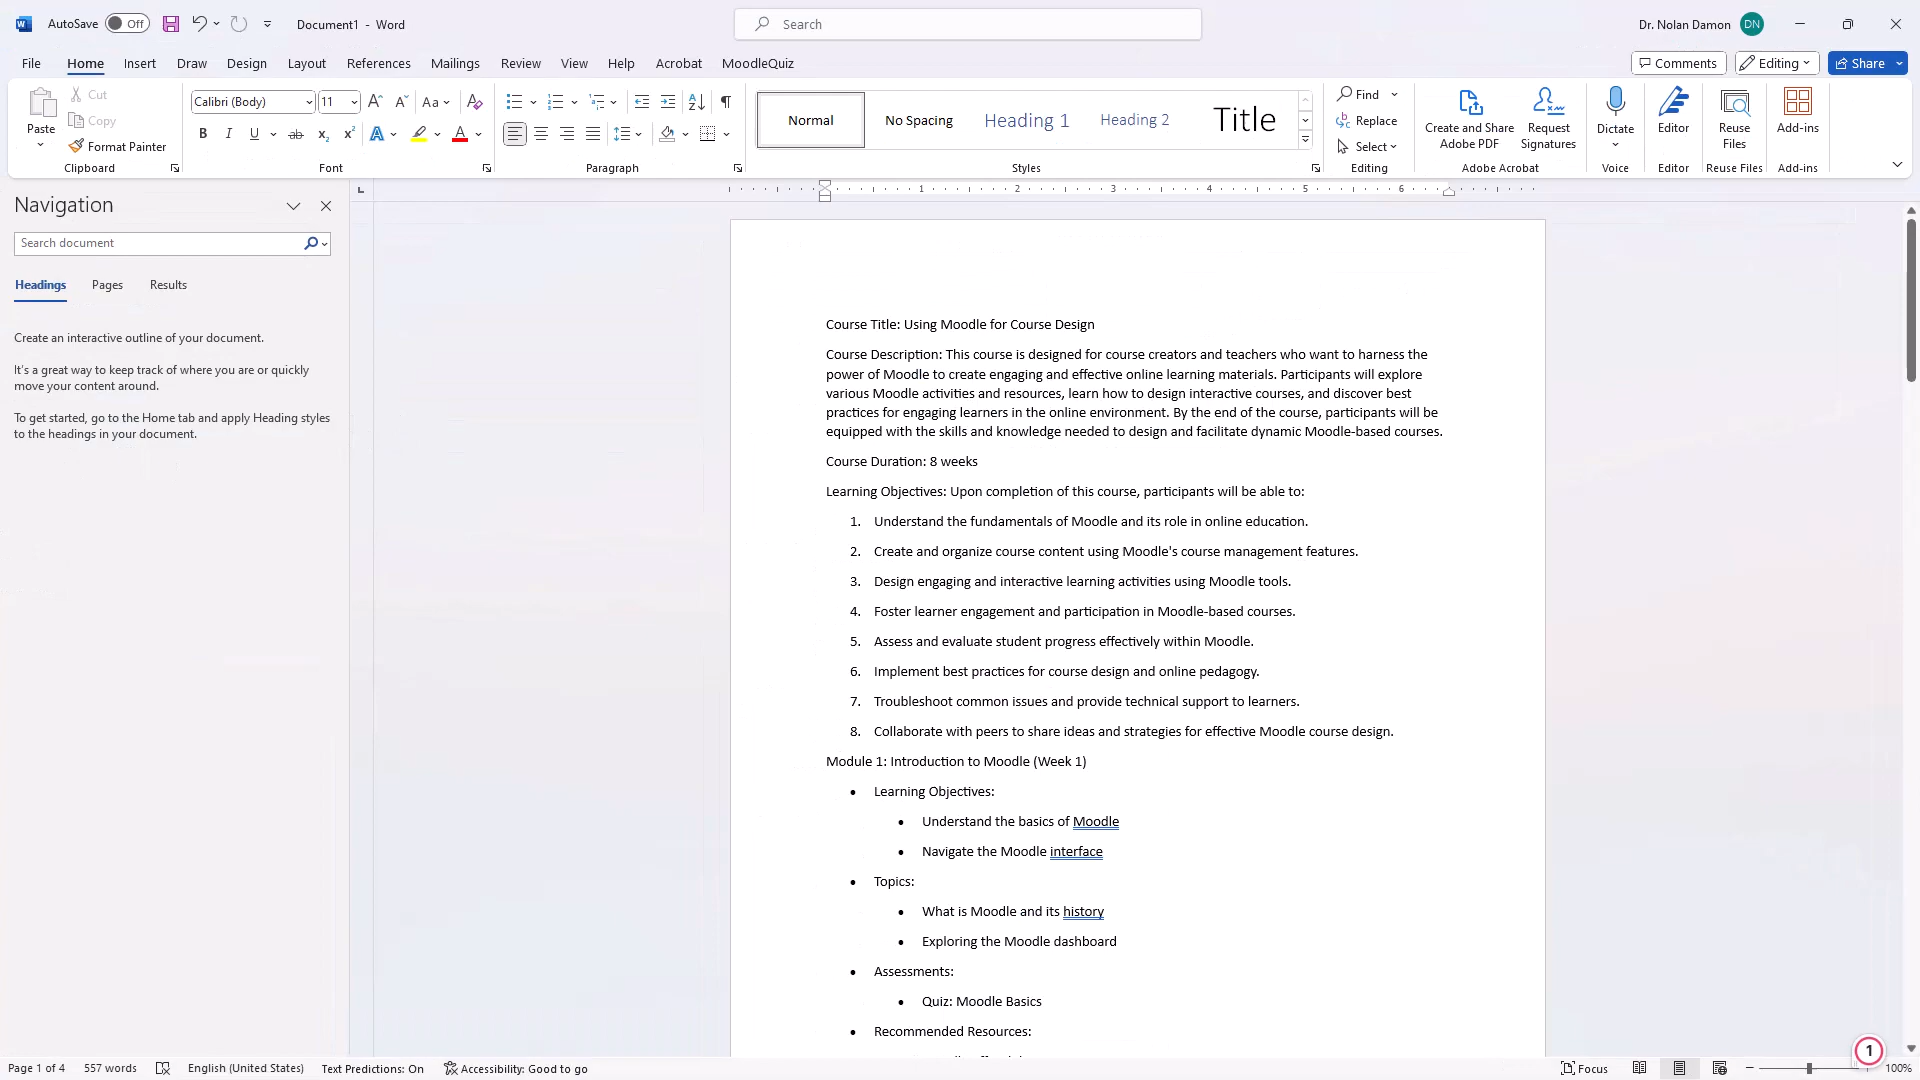 AutoSave Off Document1 - Word Search Dr. Nolan Damon DN
File Home Insert Draw Design Layout References Mailings Review View Help Acrobat MoodleQuiz Comments Editing Share
Paste
Cut
Copy
Format Painter
Clipboard
Calibri (Body) 11
Font
Paragraph
Normal No Spacing Heading 1 Heading 2 Title
Styles
Find
Replace
Select
Editing
Create and Share
Adobe PDF
Request
Signatures
Adobe Acrobat
Dictate
Voice
Editor
Editor
Reuse
Files
Reuse Files
Add-ins
Add-ins
1 2 3 4 5 6
Navigation
Search document
Headings Pages Results
Create an interactive outline of your document.
It's a great way to keep track of where you are or quickly
move your content around.
To get started, go to the Home tab and apply Heading styles
to the headings in your document.
Course Title: Using Moodle for Course Design
Course Description: This course is designed for course creators and teachers who want to harness the
power of Moodle to create engaging and effective online learning materials. Participants will explore
various Moodle activities and resources, learn how to design interactive courses, and discover best
practices for engaging learners in the online environment. By the end of the course, participants will be
equipped with the skills and knowledge needed to design and facilitate dynamic Moodle-based courses.
Course Duration: 8 weeks
Learning Objectives: Upon completion of this course, participants will be able to:
1. Understand the fundamentals of Moodle and its role in online education.
2. Create and organize course content using Moodle's course management features.
3. Design engaging and interactive learning activities using Moodle tools.
4. Foster learner engagement and participation in Moodle-based courses.
5. Assess and evaluate student progress effectively within Moodle.
6. Implement best practices for course design and online pedagogy.
7. Troubleshoot common issues and provide technical support to learners.
8. Collaborate with peers to share ideas and strategies for effective Moodle course design.
Module 1: Introduction to Moodle (Week 1)
• Learning Objectives:
• Understand the basics of Moodle
• Navigate the Moodle interface
• Topics:
• What is Moodle and its history
• Exploring the Moodle dashboard
• Assessments:
• Quiz: Moodle Basics
• Recommended Resources:
1
Page 1 of 4 557 words English (United States) Text Predictions: On Accessibility: Good to go Focus 100%